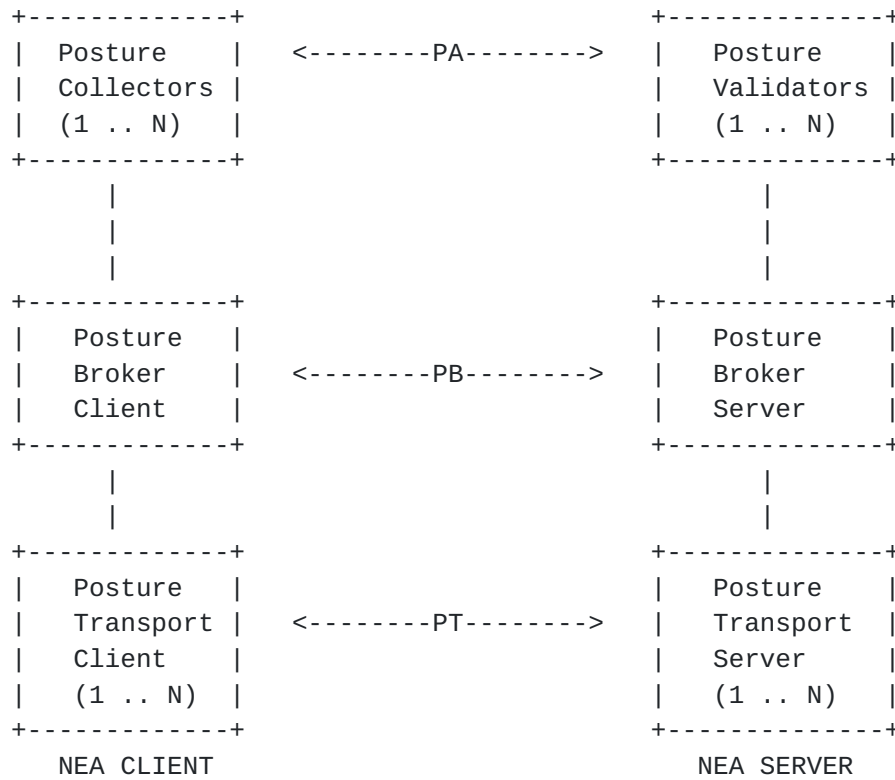 +-------------+                          +--------------+
|  Posture    |   <--------PA-------->   |   Posture    |
|  Collectors |                          |   Validators |
|  (1 .. N)   |                          |   (1 .. N)   |
+-------------+                          +--------------+
      |                                         |
      |                                         |
      |                                         |
+-------------+                          +--------------+
|   Posture   |                          |   Posture    |
|   Broker    |   <--------PB-------->   |   Broker     |
|   Client    |                          |   Server     |
+-------------+                          +--------------+
      |                                         |
      |                                         |
+-------------+                          +--------------+
|   Posture   |                          |   Posture    |
|   Transport |   <--------PT-------->   |   Transport  |
|   Client    |                          |   Server     |
|   (1 .. N)  |                          |   (1 .. N)   |
+-------------+                          +--------------+
   NEA CLIENT                               NEA SERVER